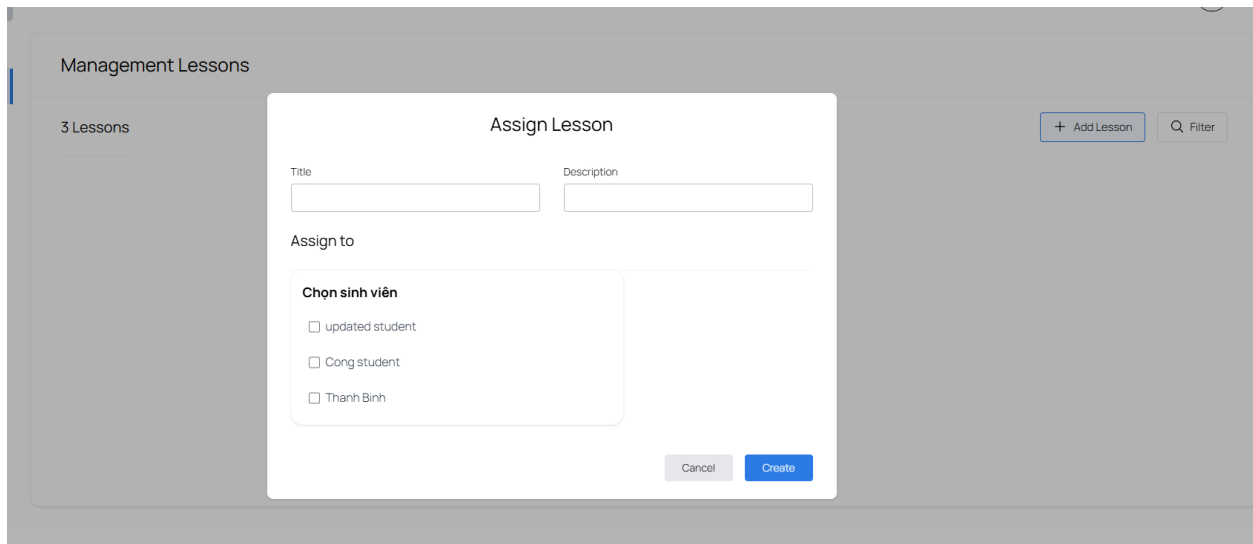 Management Lessons
3 Lessons
Add Lesson
Filter
Assign Lesson
Title
Description
Assign to
Chọn sinh viên
updated student
Cong student
Thanh Binh
Cancel
Create